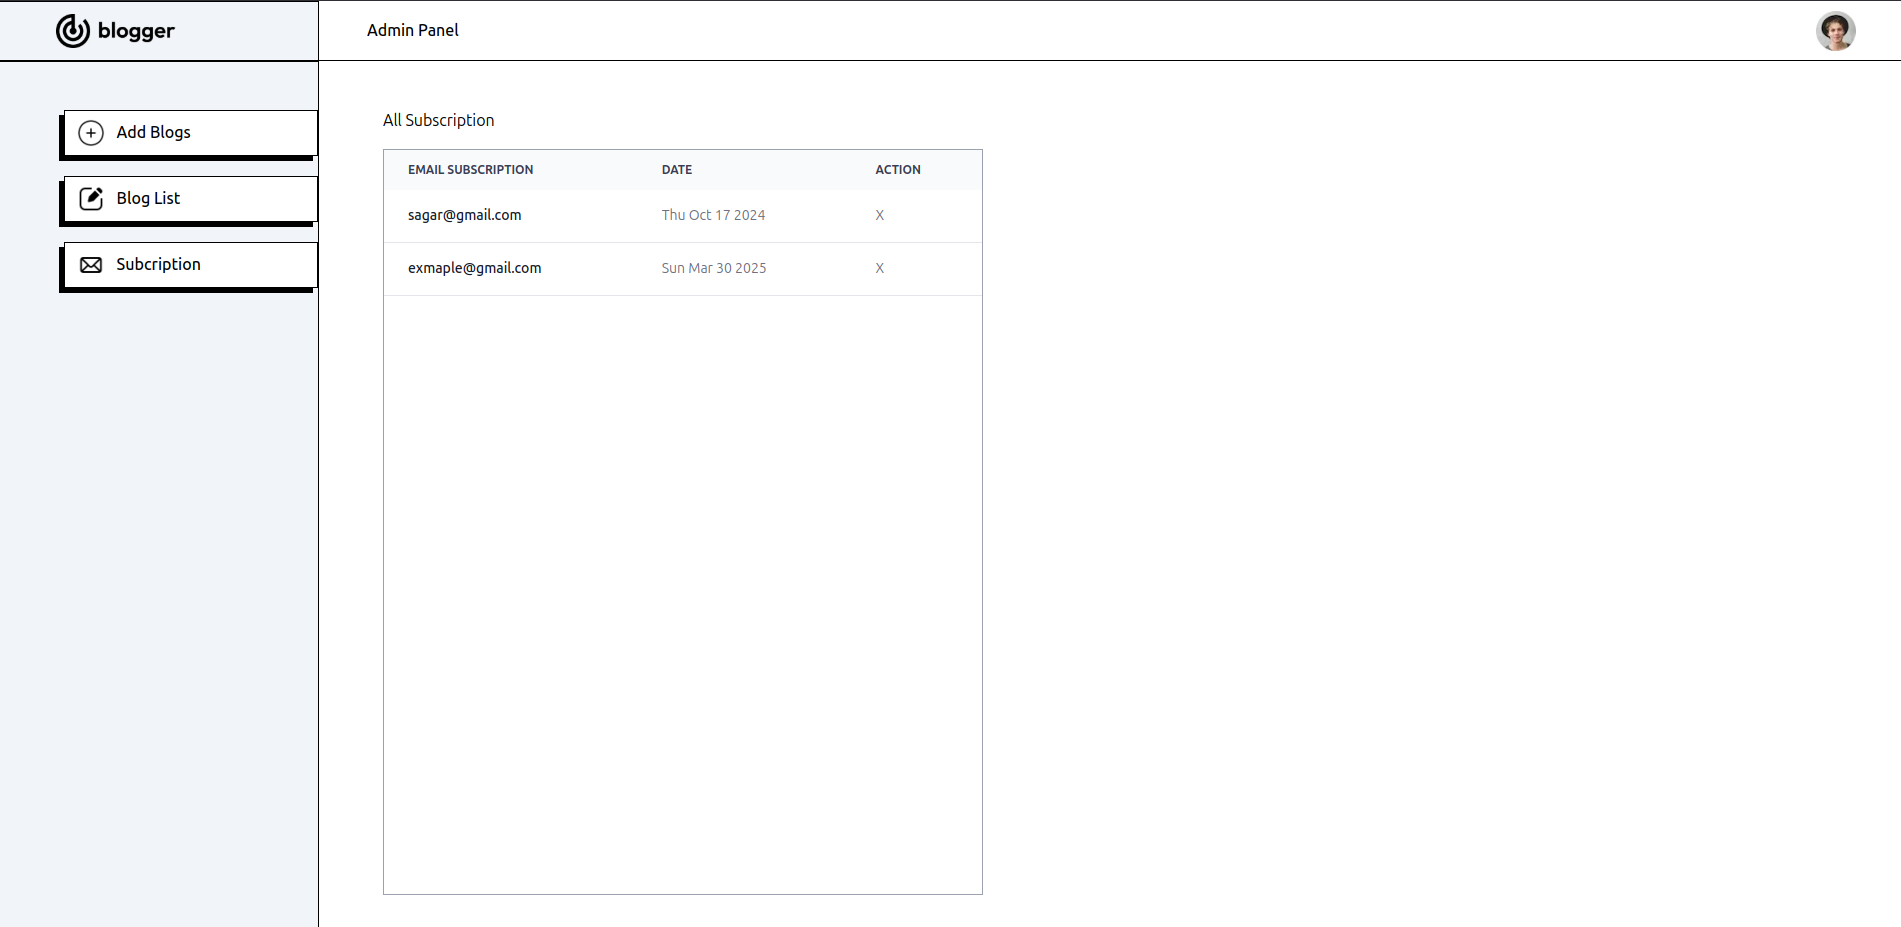 blogger
Admin Panel
Add Blogs
Blog List
Subcription
All Subscription
EMAIL SUBSCRIPTION DATE ACTION
sagar@gmail.com Thu Oct 17 2024 X
exmaple@gmail.com Sun Mar 30 2025 X